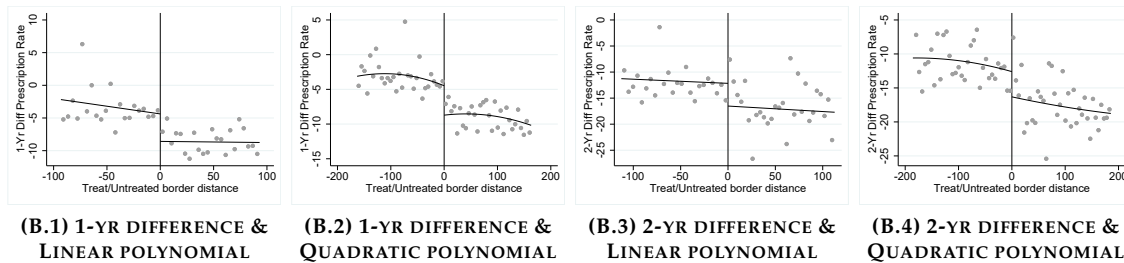 1-Yr Diff Prescription Rate
10
5
0
-5
-10
-100
-50
0
50
100
Treat/Untreated border distance
(B.1) 1-YR DIFFERENCE &
LINEAR POLYNOMIAL
1-Yr Diff Prescription Rate
5
0
-5
-10
-15
-200
-100
0
100
200
Treat/Untreated border distance
(B.2) 1-YR DIFFERENCE &
QUADRATIC POLYNOMIAL
2-Yr Diff Prescription Rate
0
-5
-10
-15
-20
-25
-100
-50
0
50
100
Treat/Untreated border distance
(B.3) 2-YR DIFFERENCE &
LINEAR POLYNOMIAL
2-Yr Diff Prescription Rate
-5
-10
-15
-20
-25
-200
-100
0
100
200
Treat/Untreated border distance
(B.4) 2-YR DIFFERENCE &
QUADRATIC POLYNOMIAL